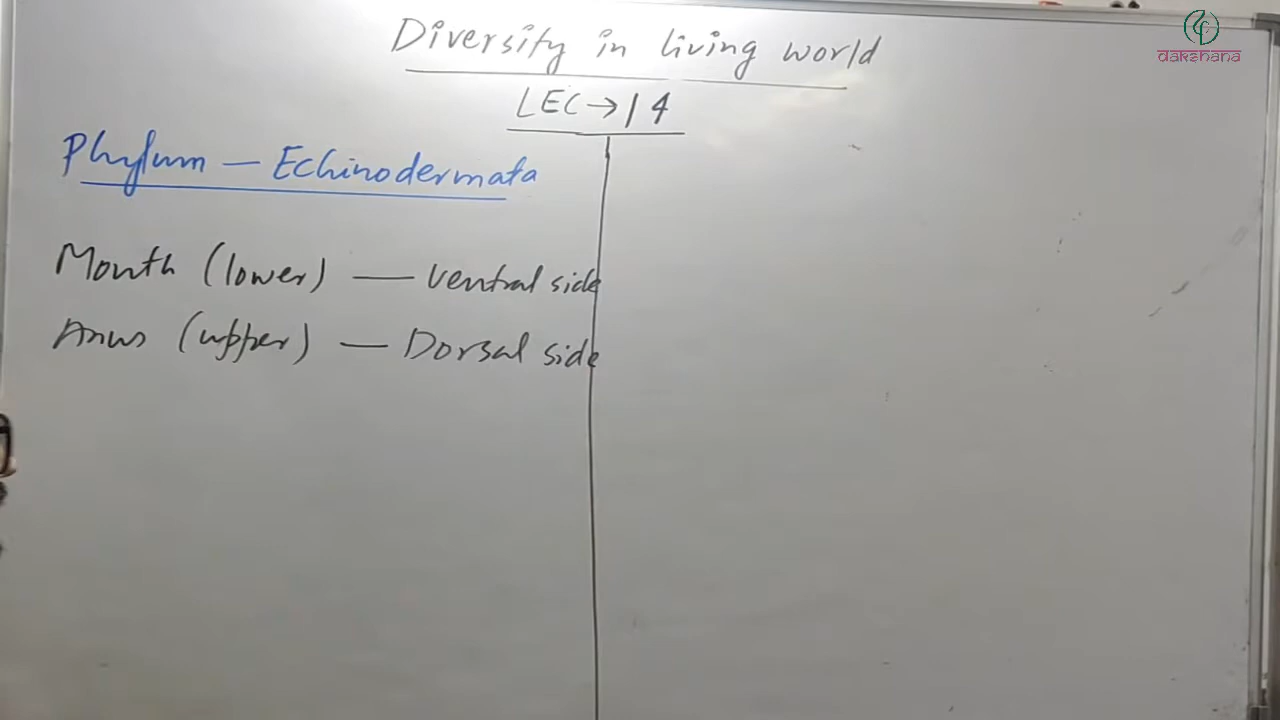 Diversity in living world
LEC → 14
Phylum — Echinodermata
Mouth (lower) — Ventral side
Anus (upper) — Dorsal side
dakshana